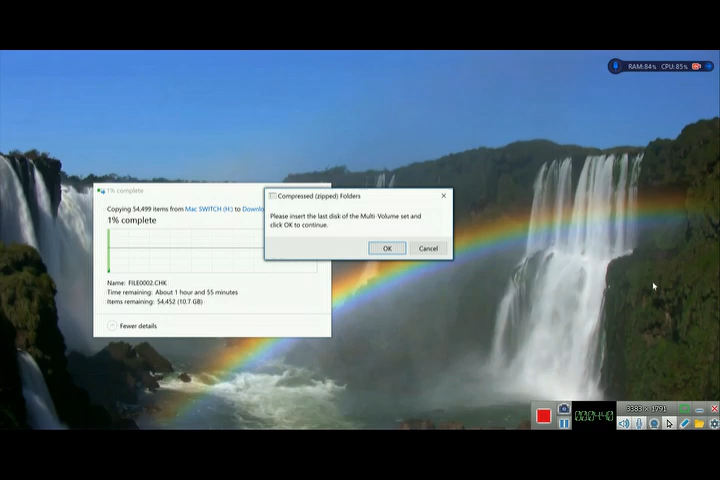 RAM:84% CPU:85%
1% complete
Copying 54,499 items from Mac SWITCH (H:) to Downlo
1% complete
Name: FILE0002.CHK
Time remaining: About 1 hour and 55 minutes
Items remaining: 54,452 (10.7 GB)
Fewer details
Compressed (zipped) Folders
Please insert the last disk of the Multi-Volume set and
click OK to continue.
OK
Cancel
3383 x 1791